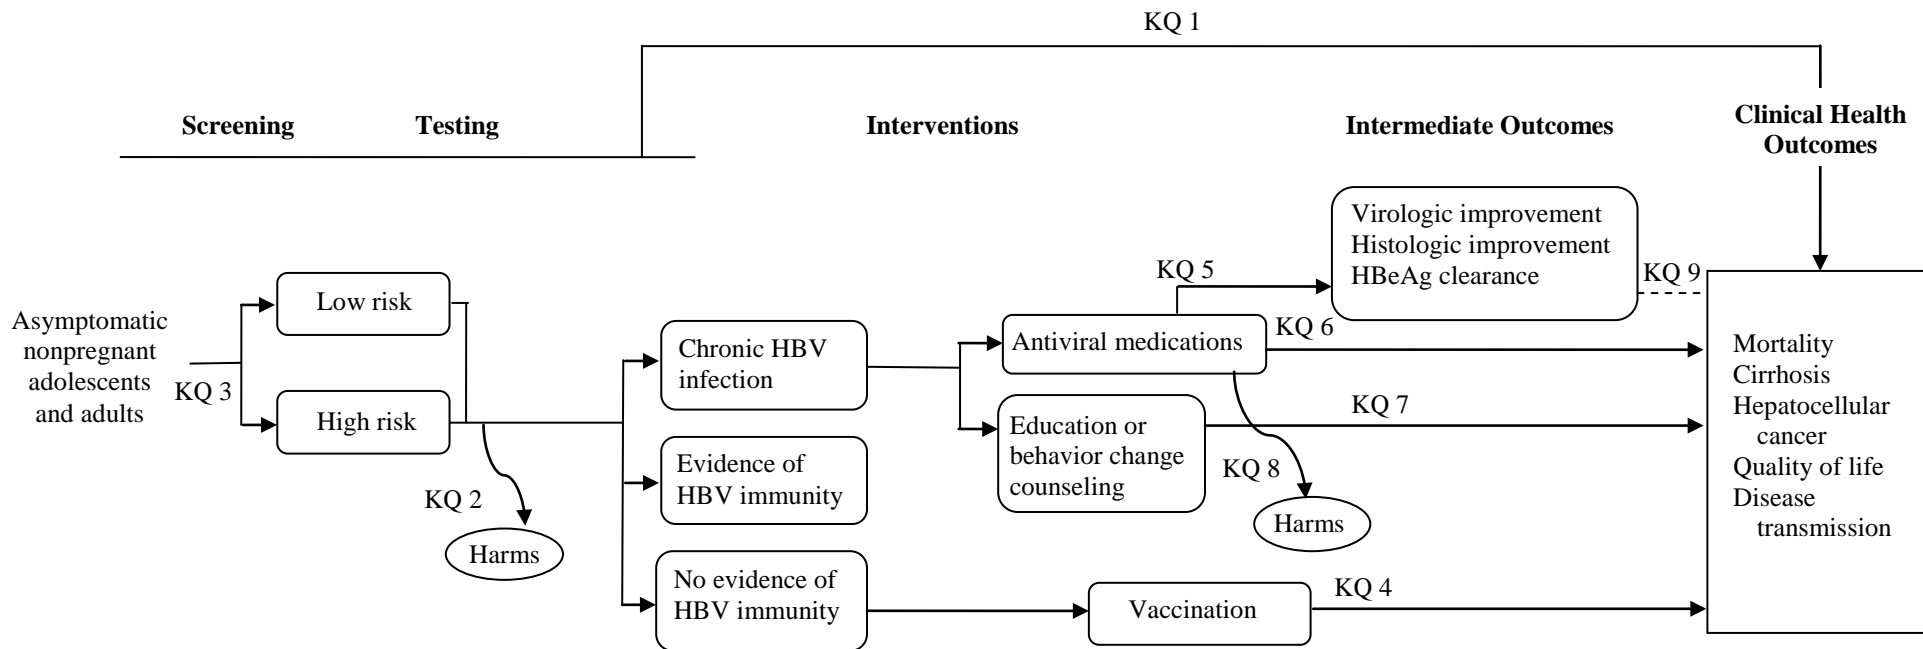 KQ 1
Screening
Testing
Interventions
Intermediate Outcomes
Clinical Health
Outcomes
Asymptomatic
nonpregnant
adolescents
and adults
KQ 3
Low risk
High risk
KQ 2
Harms
Chronic HBV
infection
Evidence of
HBV immunity
No evidence of
HBV immunity
Antiviral medications
Education or
behavior change
counseling
KQ 5
Virologic improvement
Histologic improvement
HBeAg clearance
KQ 9
KQ 6
KQ 7
KQ 8
Harms
Vaccination
KQ 4
Mortality
Cirrhosis
Hepatocellular
cancer
Quality of life
Disease
transmission